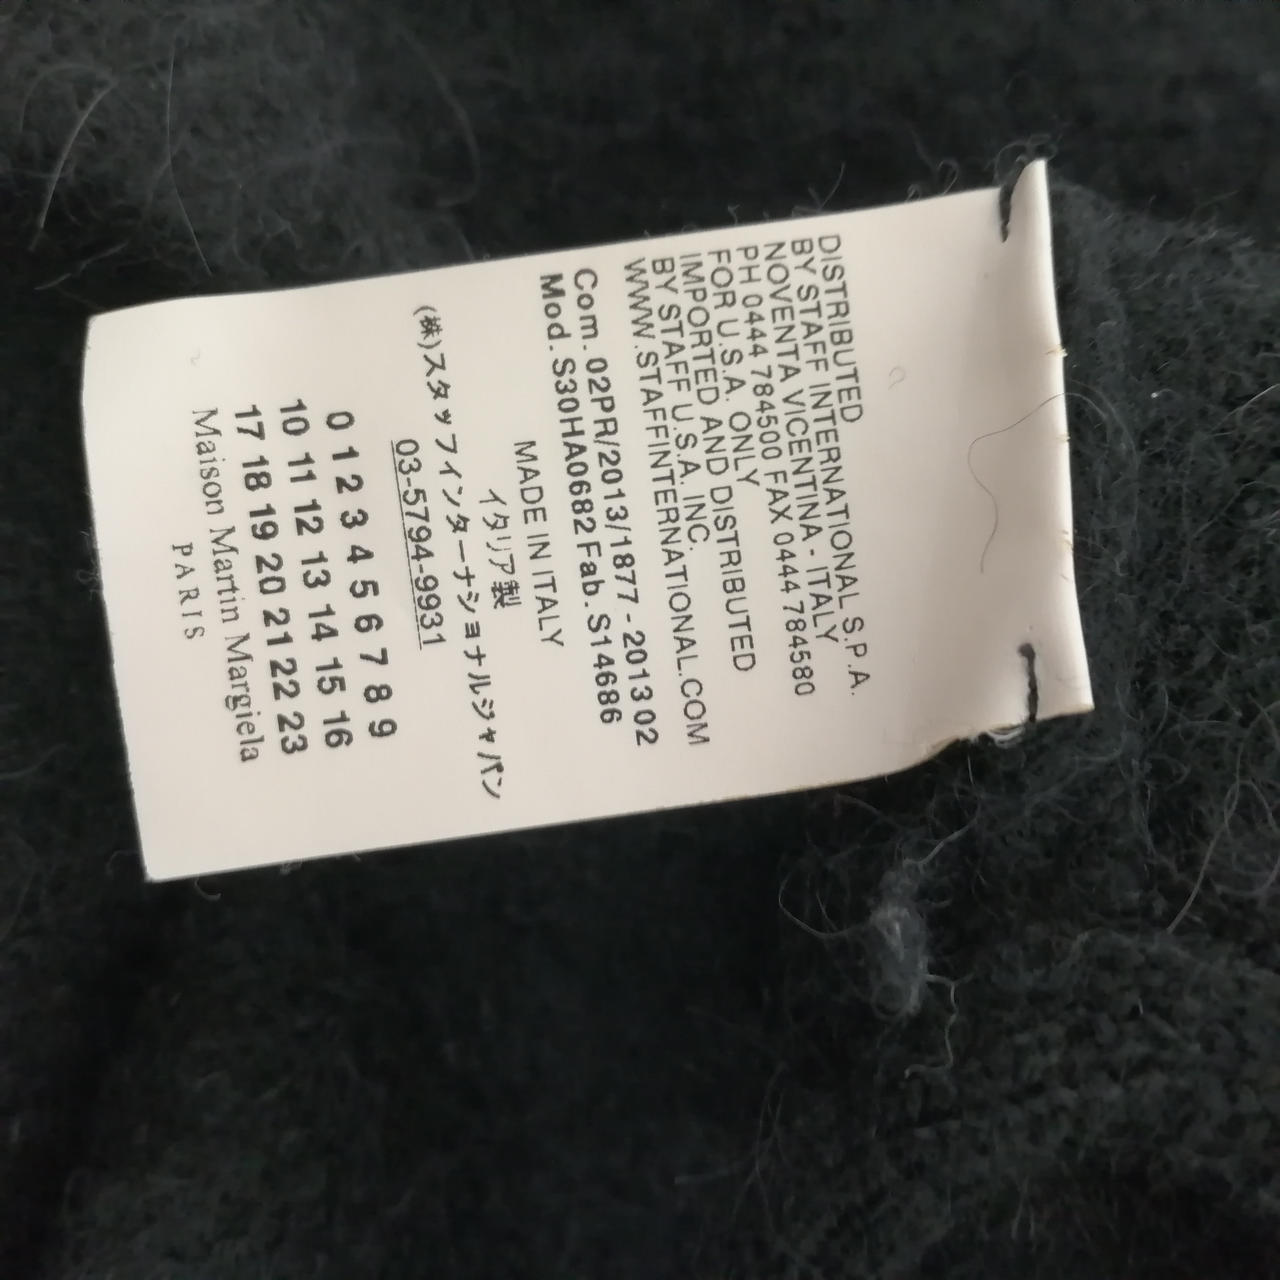 DISTRIBUTED
BY STAFF INTERNATIONAL S.P.A.
NOVENTA VICENTINA - ITALY
PH 0444 784500 FAX 0444 784580
FOR U.S.A. ONLY
IMPORTED AND DISTRIBUTED
BY STAFF U.S.A. INC.
WWW.STAFFINTERNATIONAL.COM
Com. 02PR/2013/1877 - 2013 02
Mod. S30HA0682 Fab. S14686
MADE IN ITALY
イタリア製
(株)スタッフインターナショナルジャパン
03-5794-9931
0 1 2 3 4 5 6 7 8 9
10 11 12 13 14 15 16
17 18 19 20 21 22 23
Maison Martin Margiela
PARIS